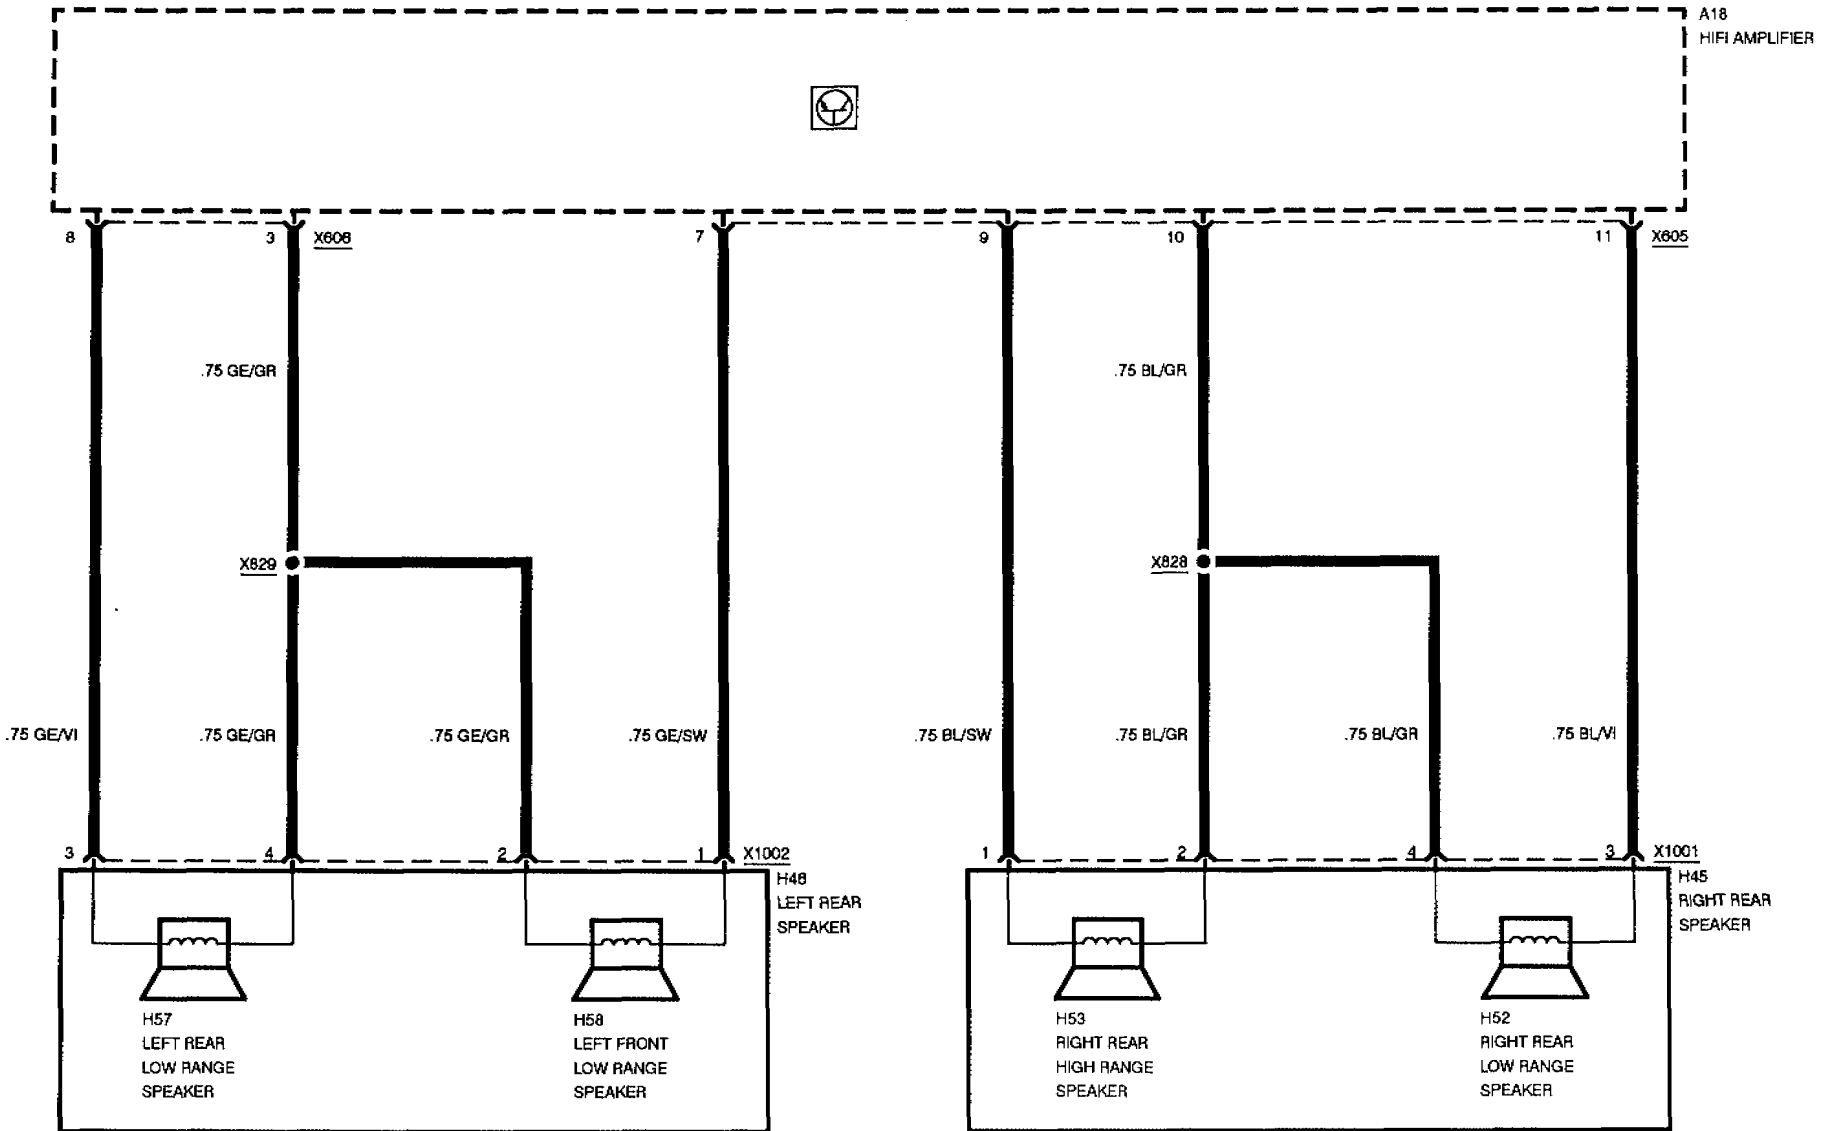 A18
HIFI AMPLIFIER
8
3
X606
7
9
10
11
X605
.75 GE/GR
.75 BL/GR
X829
X828
.75 GE/VI
.75 GE/GR
.75 GE/GR
.75 GE/SW
.75 BL/SW
.75 BL/GR
.75 BL/GR
.75 BL/VI
3
4
2
1
X1002
1
2
4
3
X1001
H46
LEFT REAR
SPEAKER
H45
RIGHT REAR
SPEAKER
H57
LEFT REAR
LOW RANGE
SPEAKER
H58
LEFT FRONT
LOW RANGE
SPEAKER
H53
RIGHT REAR
HIGH RANGE
SPEAKER
H52
RIGHT REAR
LOW RANGE
SPEAKER